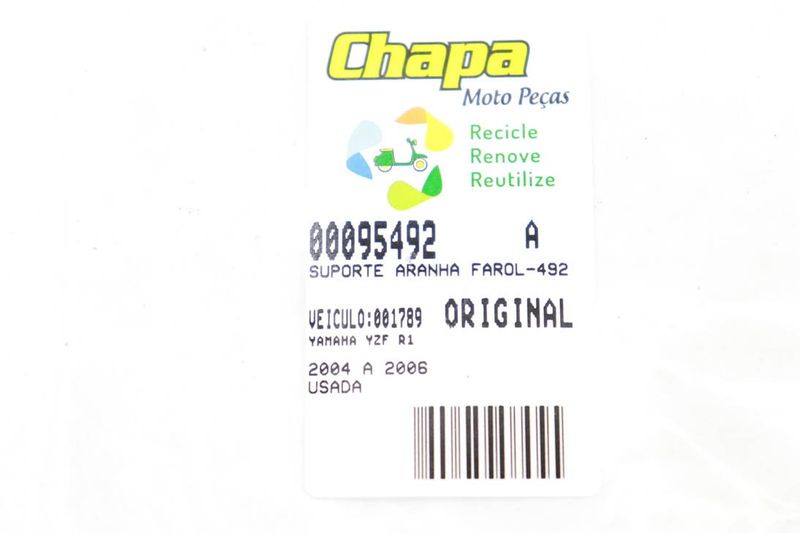 Chapa
Moto Peças
Recicle
Renove
Reutilize
00095492 A
SUPORTE ARANHA FAROL-492
VEICULO:001789 ORIGINAL
YAMAHA YZF R1
2004 A 2006
USADA